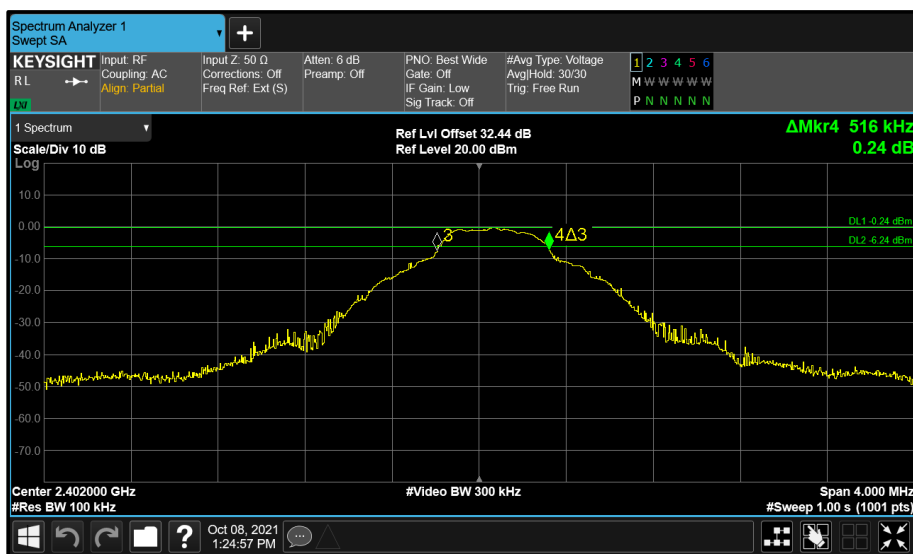 Spectrum Analyzer 1
Swept SA
KEYSIGHT
R L
LXI
Input: RF
Coupling: AC
Align: Partial
Input Z: 50 Ω
Corrections: Off
Freq Ref: Ext (S)
Atten: 6 dB
Preamp: Off
PNO: Best Wide
Gate: Off
IF Gain: Low
Sig Track: Off
#Avg Type: Voltage
Avg|Hold: 30/30
Trig: Free Run
1 2 3 4 5 6
M W W W W W
P N N N N N
1 Spectrum
Scale/Div 10 dB
Ref Lvl Offset 32.44 dB
Ref Level 20.00 dBm
ΔMkr4 516 kHz
0.24 dB
Log
10.0
0.00
DL1 -0.24 dBm
3
4Δ3
DL2 -6.24 dBm
-10.0
-20.0
-30.0
-40.0
-50.0
-60.0
-70.0
Center 2.402000 GHz
#Video BW 300 kHz
Span 4.000 MHz
#Res BW 100 kHz
#Sweep 1.00 s (1001 pts)
?
Oct 08, 2021
1:24:57 PM